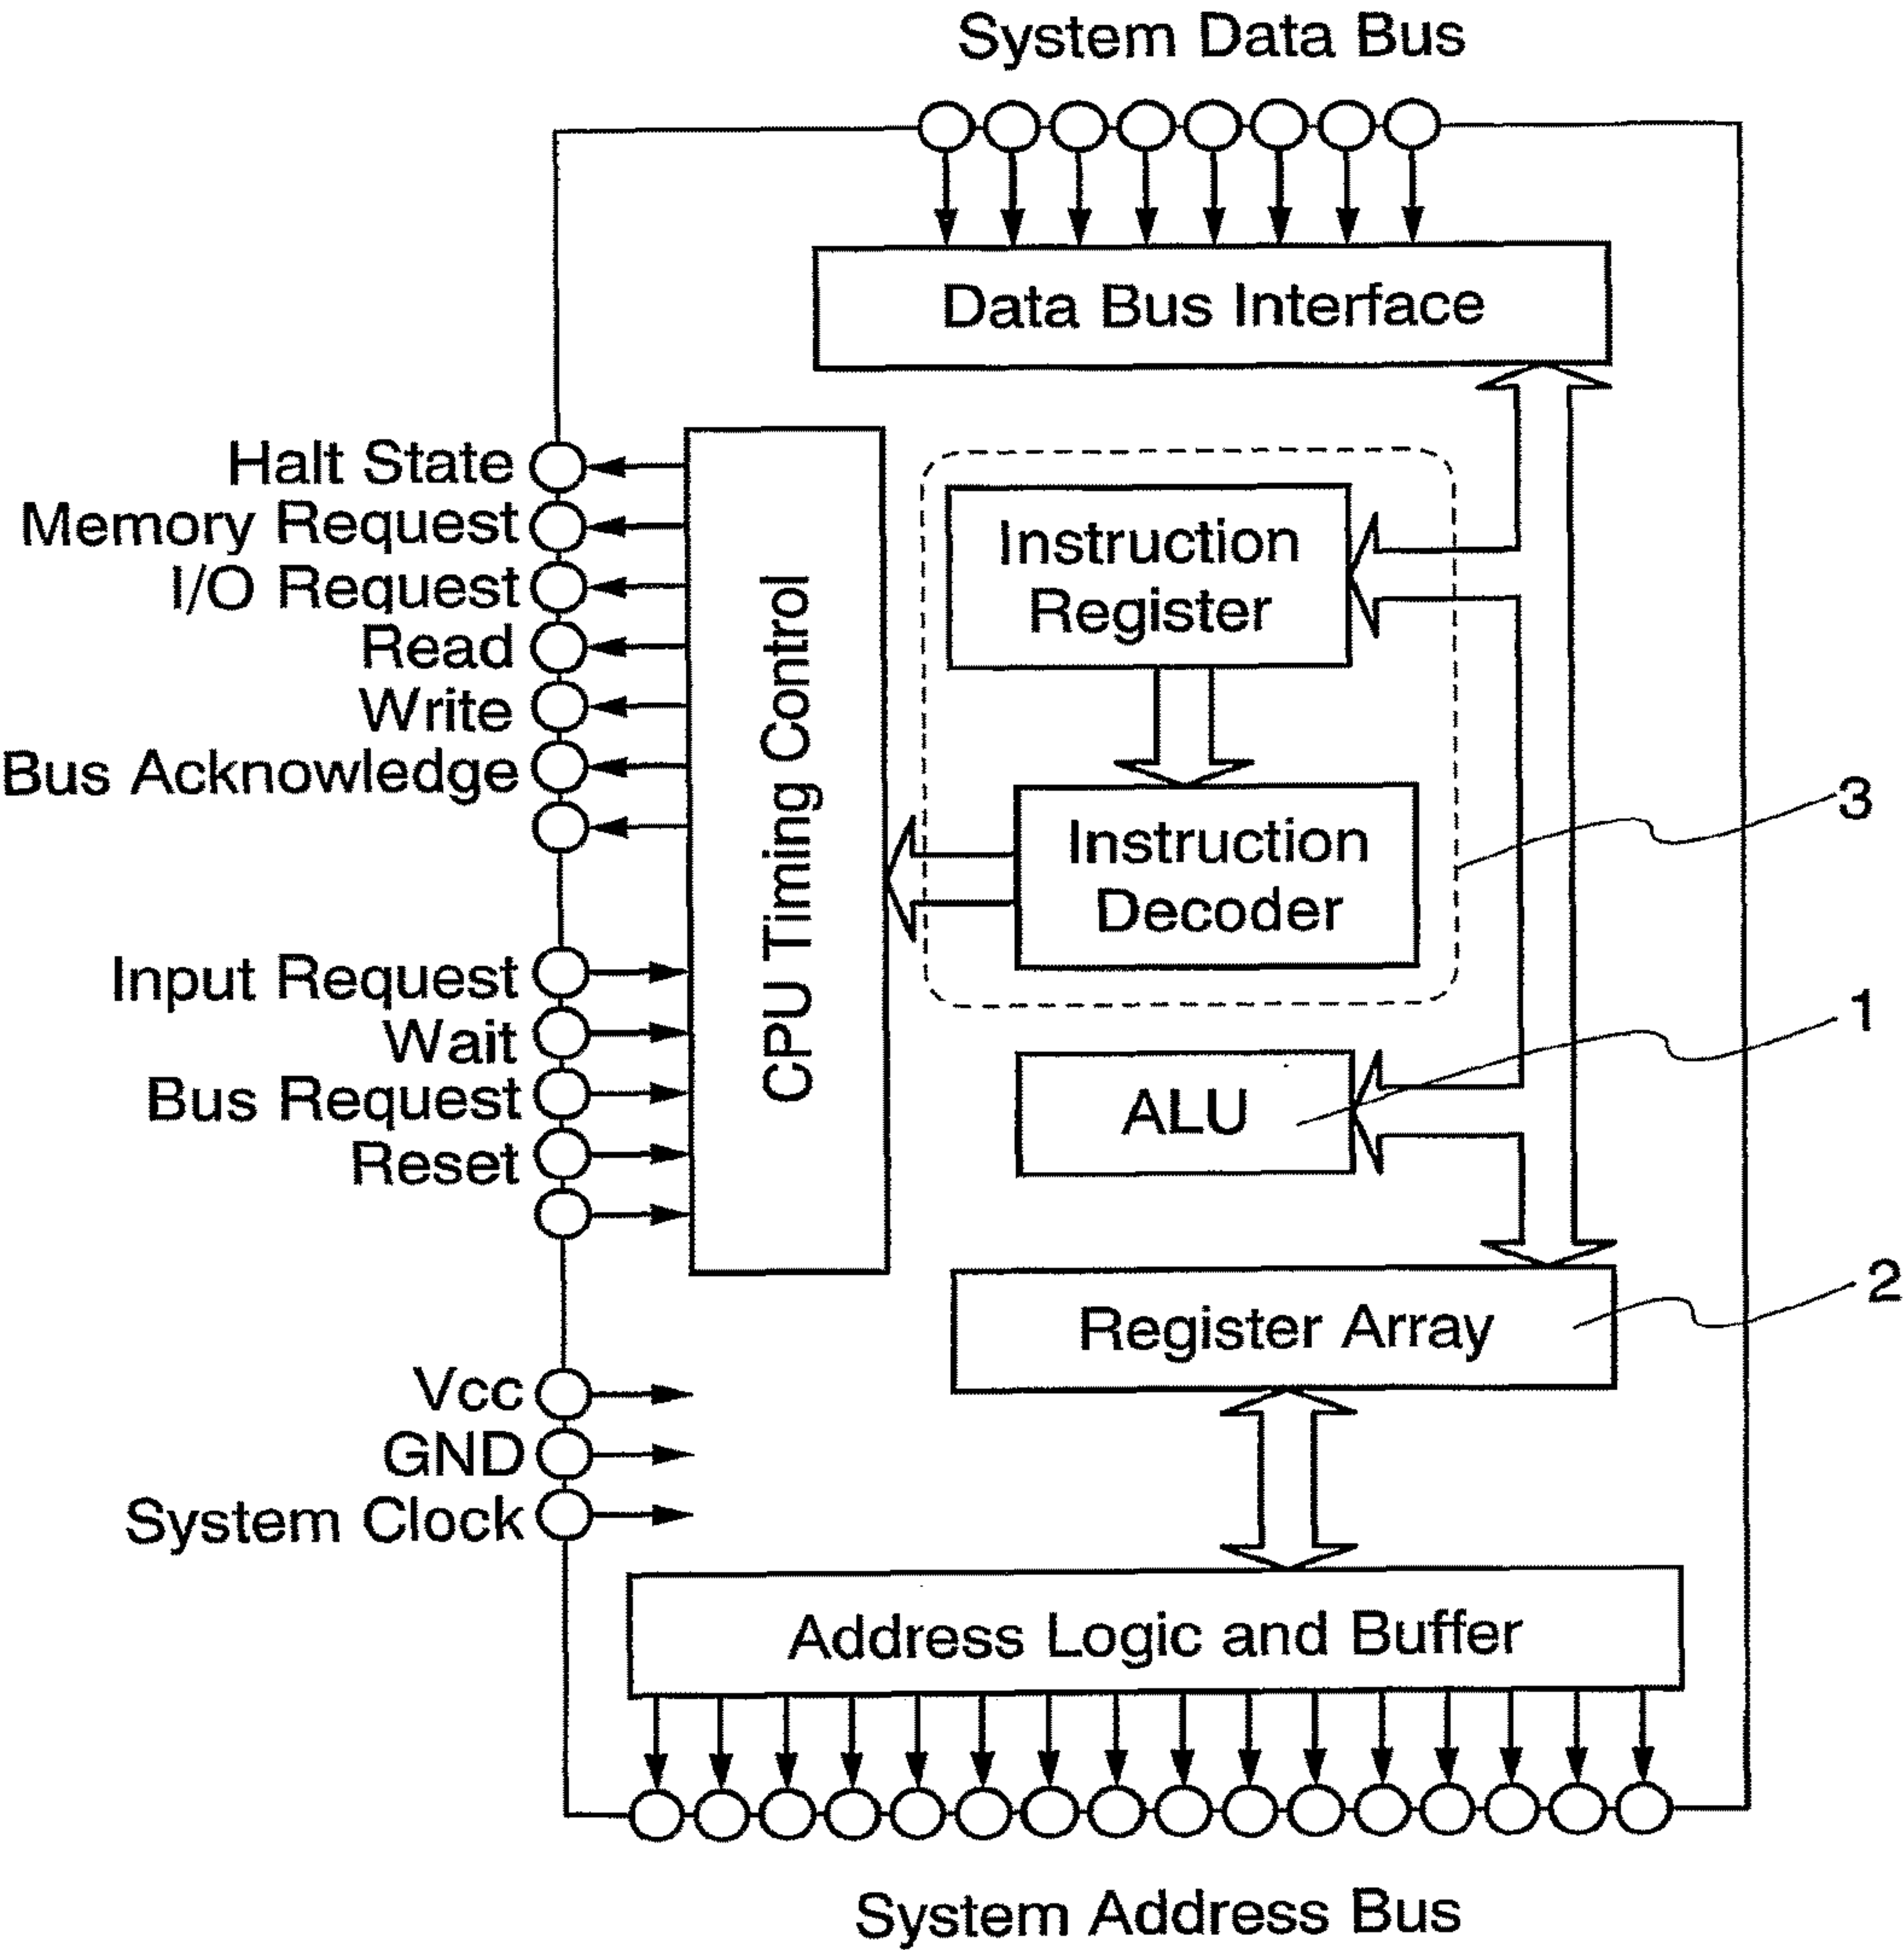 System Data Bus
Data Bus Interface
Halt State
Memory Request
I/O Request
Read
Write
Bus Acknowledge
Input Request
Wait
Bus Request
Reset
Vcc
GND
System Clock
CPU Timing Control
Instruction
Register
Instruction
Decoder
3
ALU
1
Register Array
2
Address Logic and Buffer
System Address Bus